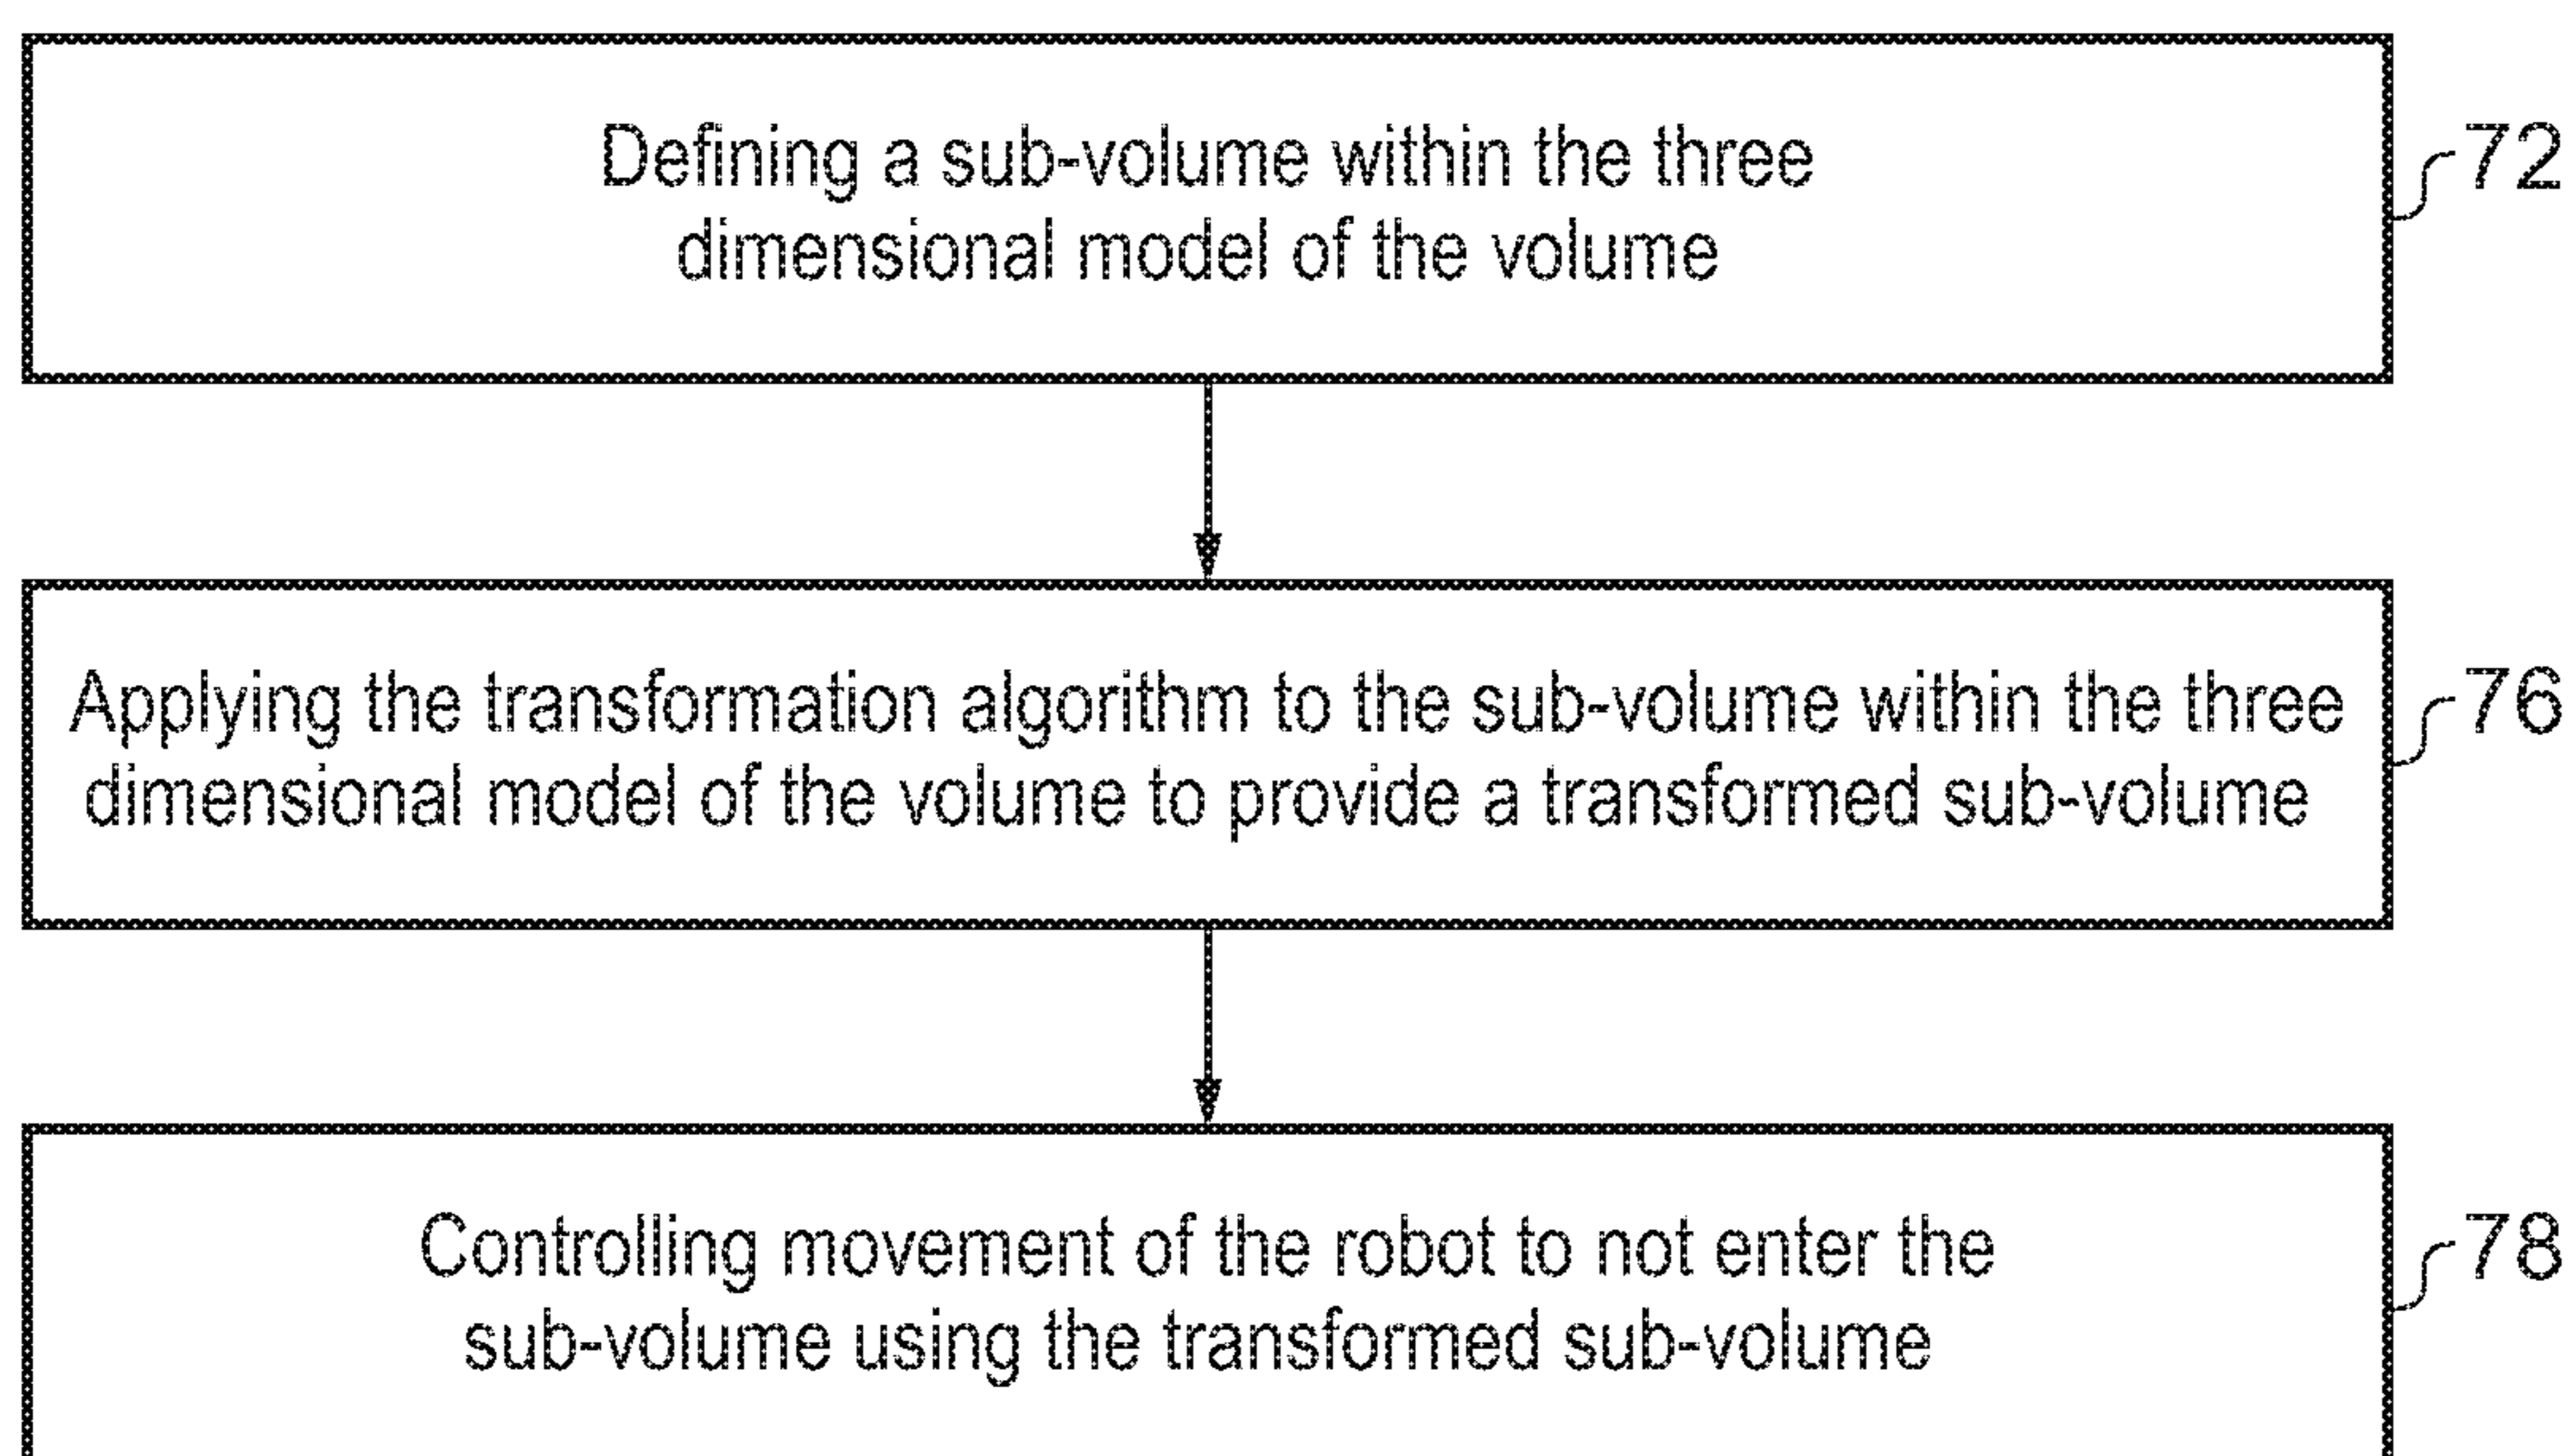 Defining a sub-volume within the three
dimensional model of the volume
72
Applying the transformation algorithm to the sub-volume within the three
dimensional model of the volume to provide a transformed sub-volume
76
Controlling movement of the robot to not enter the
sub-volume using the transformed sub-volume
78